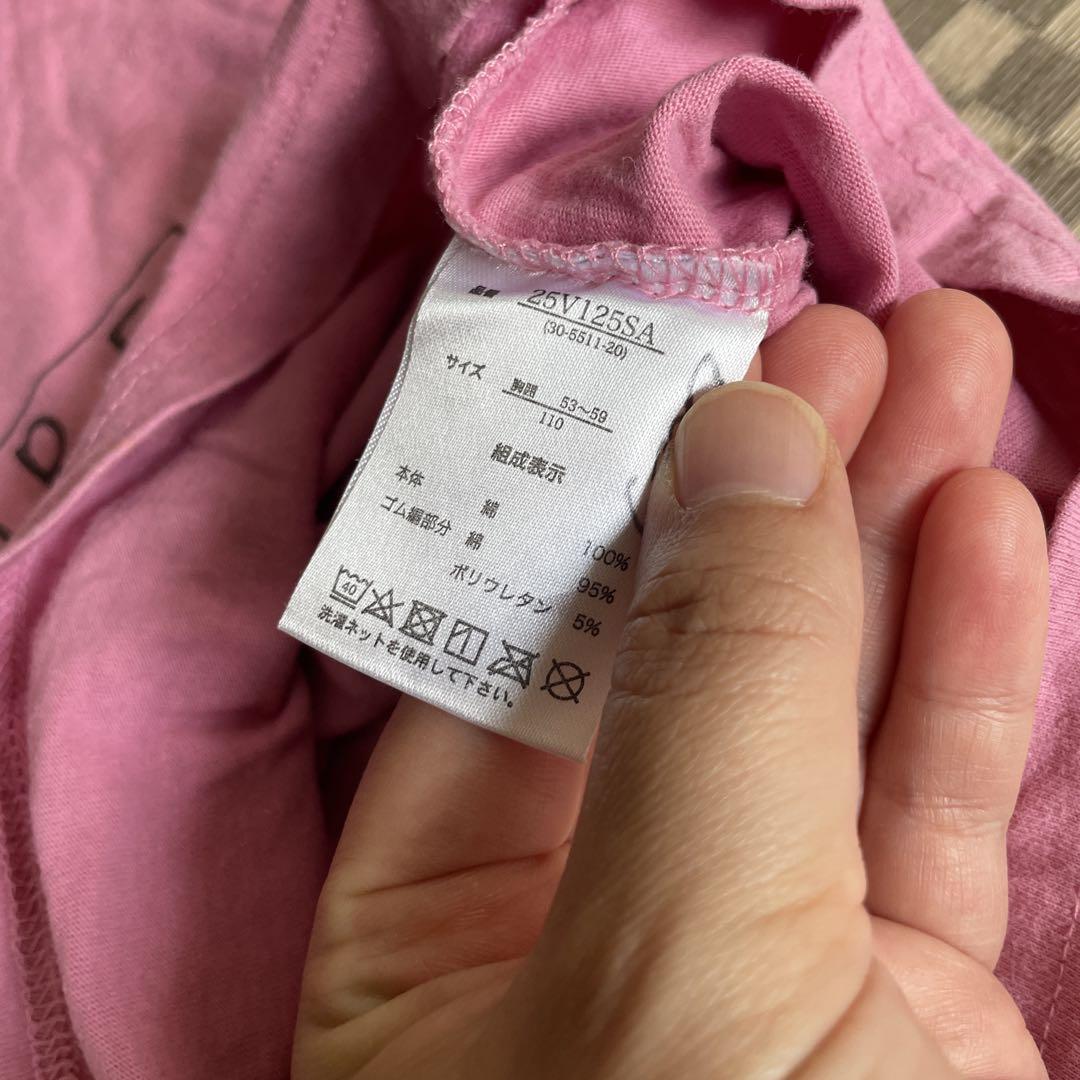 品番 25V125SA
(30-5511-20)
サイズ 胸囲 53～59
110
組成表示
本体 綿 100%
ゴム編部分 綿 95%
ポリウレタン 5%
40
洗濯ネットを使用して下さい。